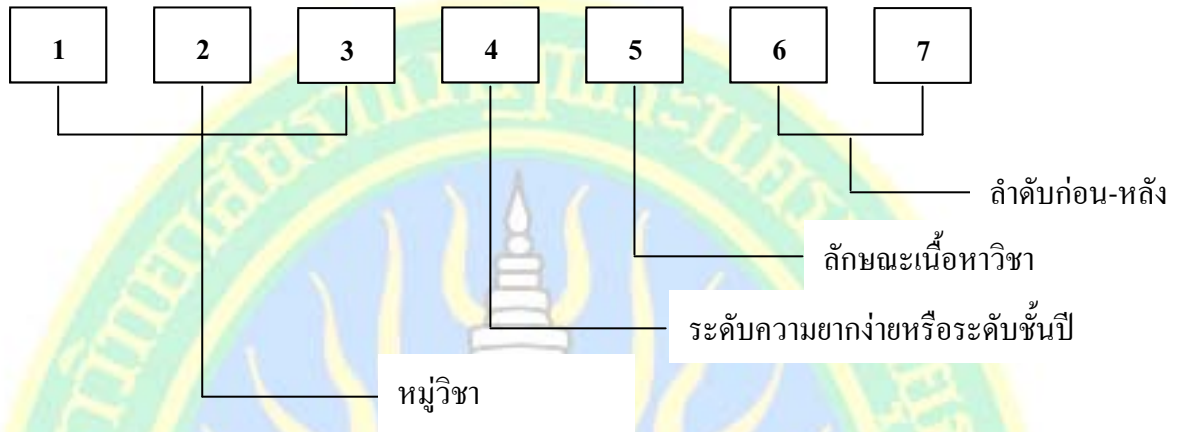 1 2 3 4 5 6 7
ลำดับก่อน-หลัง
ลักษณะเนื้อหาวิชา
ระดับความยากง่ายหรือระดับชั้นปี
หมู่วิชา